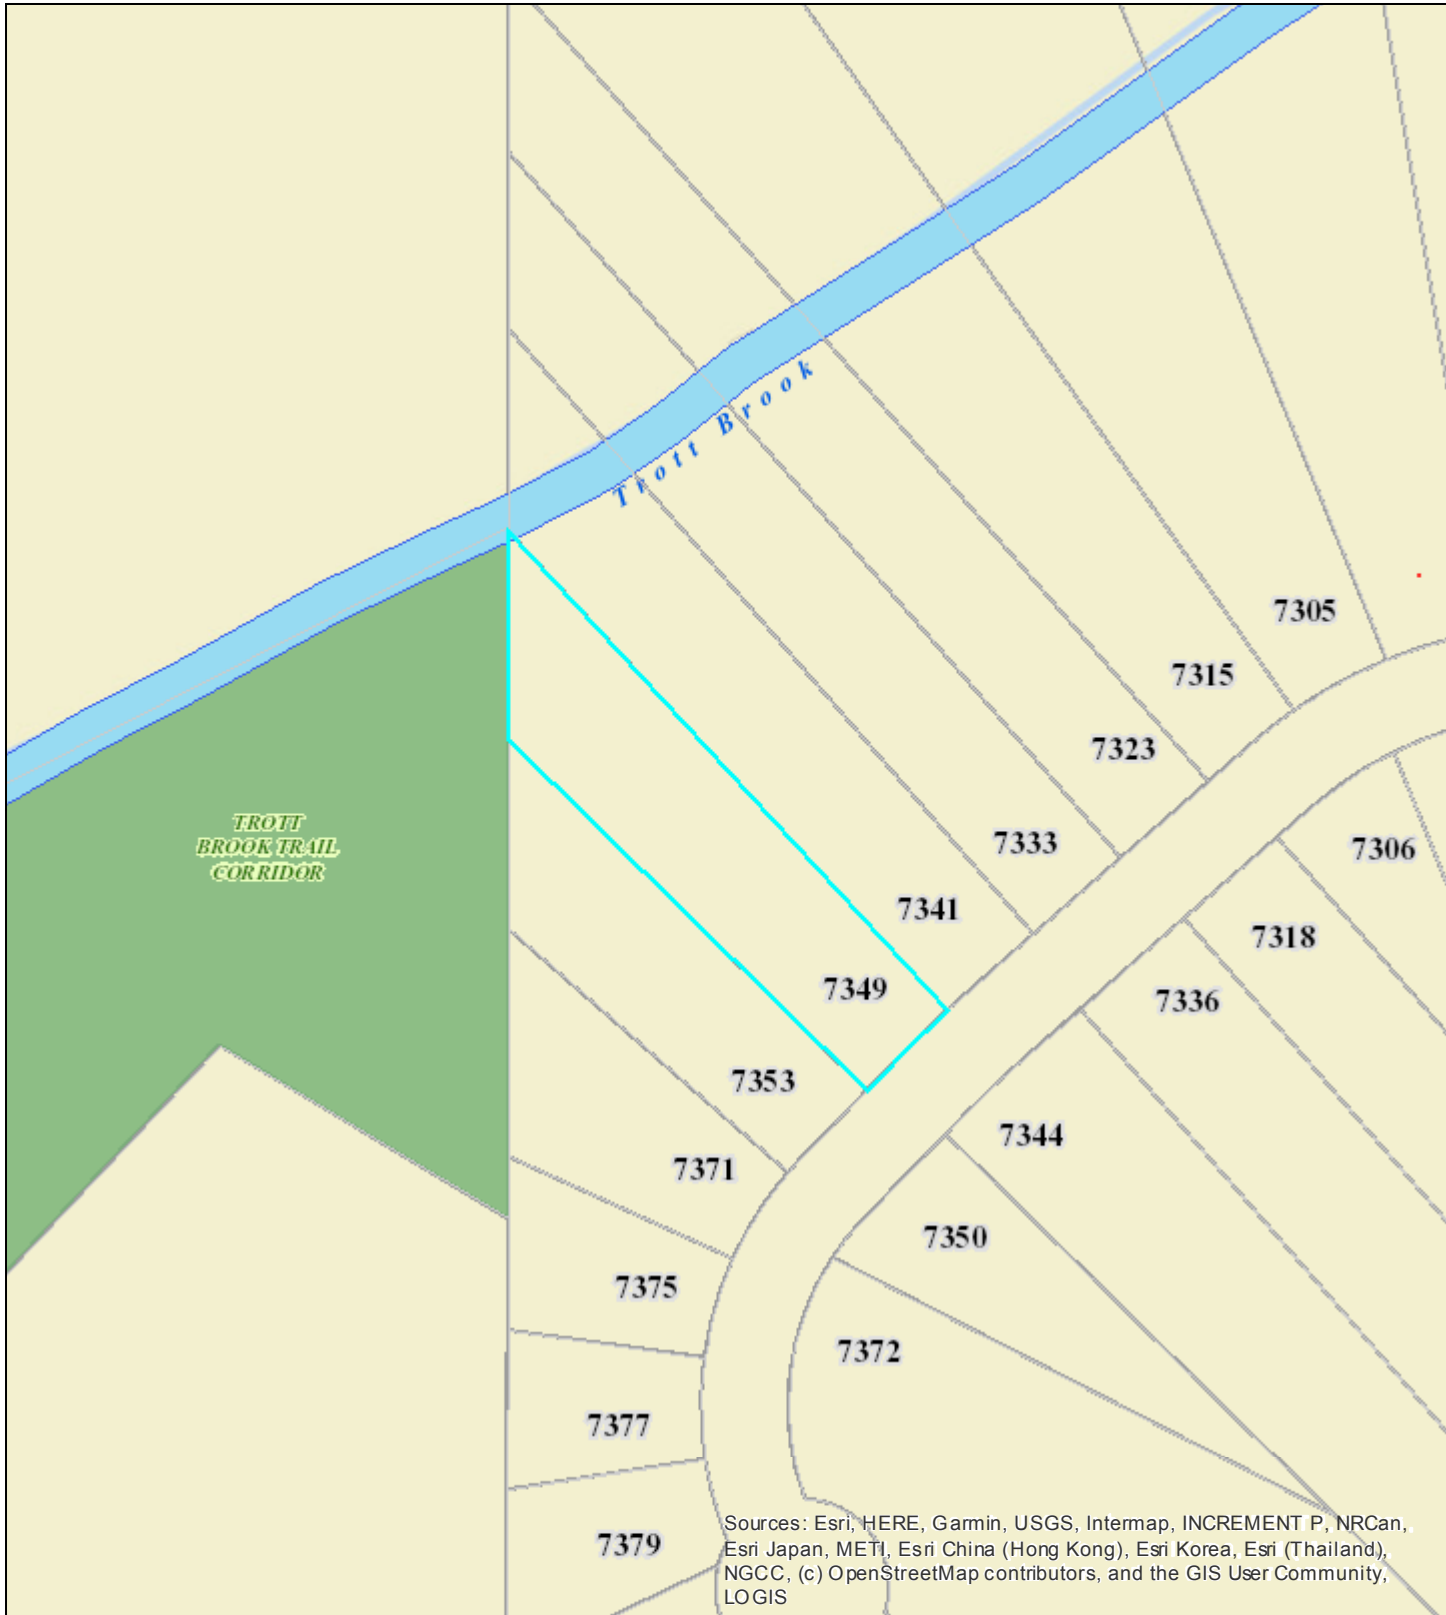 Trott Brook
7305
7315
7323
7333
7306
TROTT
BROOK TRAIL
CORRIDOR
7341
7318
7349
7336
7353
7344
7371
7350
7375
7372
7377
7379
Sources: Esri, HERE, Garmin, USGS, Intermap, INCREMENT P, NRCan,
Esri Japan, METI, Esri China (Hong Kong), Esri Korea, Esri (Thailand),
NGCC, (c) OpenStreetMap contributors, and the GIS User Community,
LOGIS